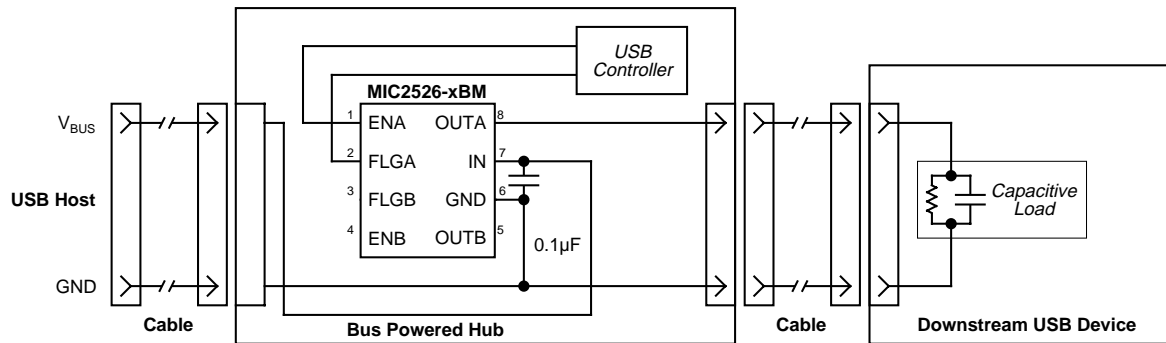 USB
Controller
MIC2526-xBM
1 ENA OUTA 8
2 FLGA IN 7
3 FLGB GND 6
4 ENB OUTB 5
0.1µF
VBUS
USB Host
GND
Cable
Bus Powered Hub
Cable
Capacitive
Load
Downstream USB Device